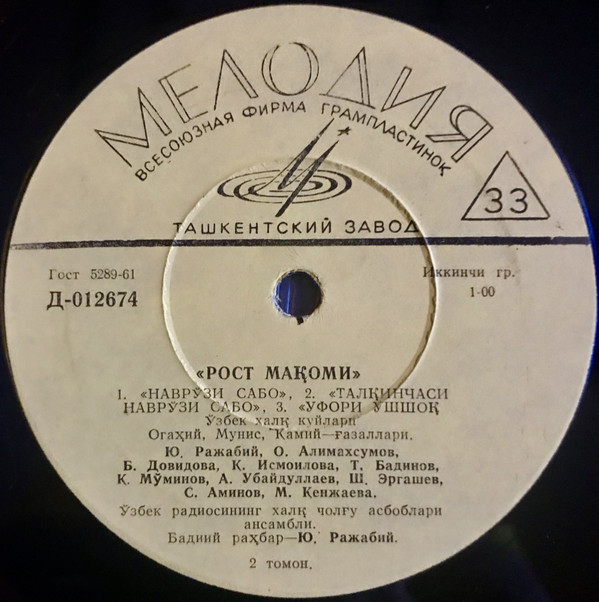 МЕЛОДИЯ
ВСЕСОЮЗНАЯ ФИРМА ГРАМПЛАСТИНОК
ТАШКЕНТСКИЙ ЗАВОД
33
Гост 5289-61
Д-012674
Иккинчи гр.
1-00
«РОСТ МАҚОМИ»
1. «НАВРЎЗИ САБО», 2. «ТАЛҚИНЧАСИ
НАВРЎЗИ САБО», 3. «УФОРИ УШШОҚ
Ўзбек халқ куйлари
Огаҳий, Мунис, Камий—ғазаллари.
Ю. Ражабий, О. Алимахсумов,
Б. Довидова, К. Исмоилова, Т. Бадинов,
К. Мўминов, А. Убайдуллаев, Ш. Эргашев,
С. Аминов, М. Кенжаева.
Ўзбек радиосининг халқ чолғу асбоблари
ансамбли.
Бадиий раҳбар—Ю. Ражабий.
2 томон.